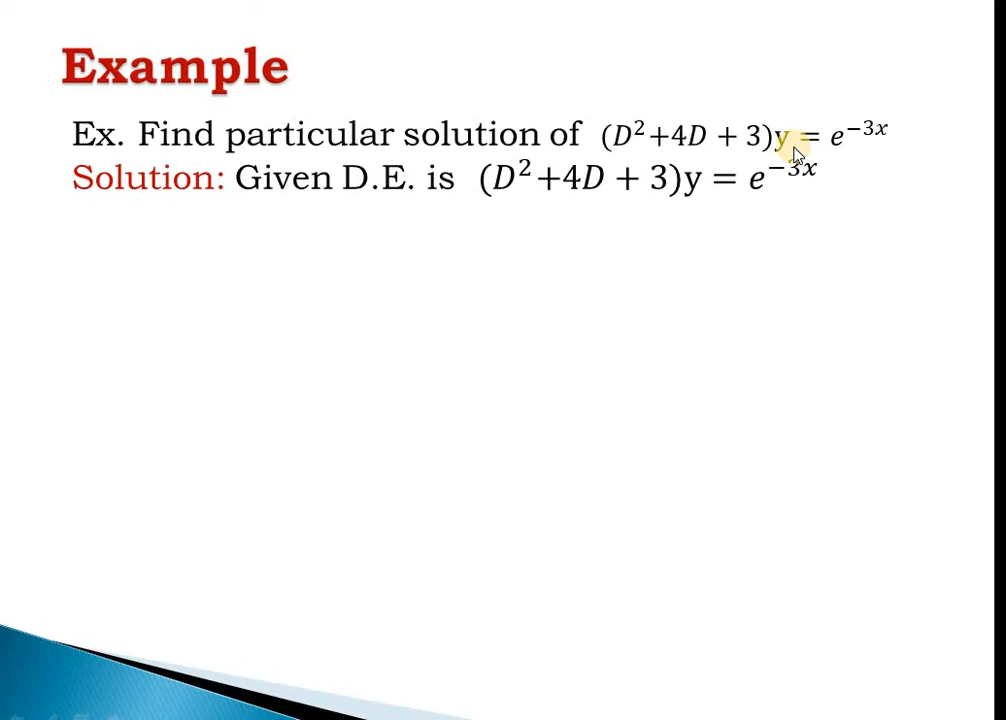 Example
Ex. Find particular solution of (D²+4D + 3)y = e⁻³ˣ
Solution: Given D.E. is (D²+4D + 3)y = e⁻³ˣ